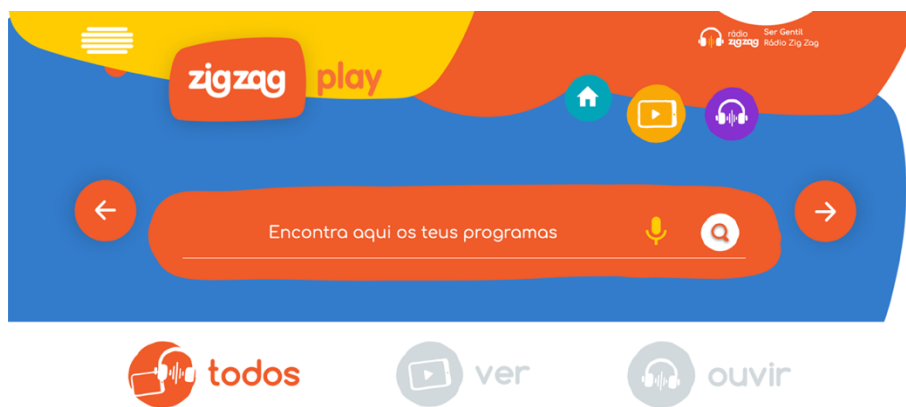 rádio
zigzag
Ser Gentil
Rádio Zig Zag
zigzag play
Encontra aqui os teus programas
todos
ver
ouvir